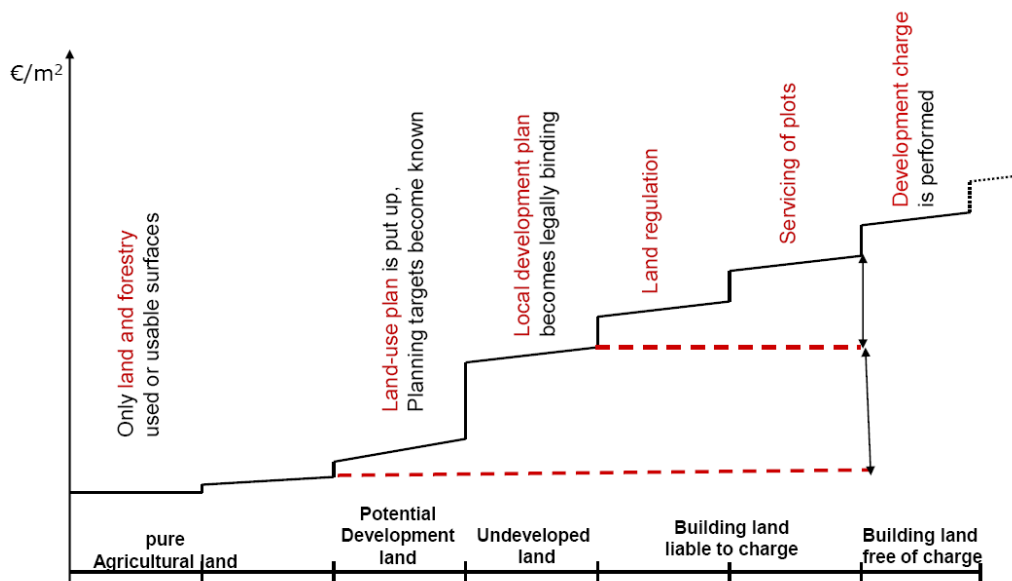 €/m²
Only land and forestry
used or usable surfaces
Land-use plan is put up,
Planning targets become known
Local development plan
becomes legally binding
Land regulation
Servicing of plots
Development charge
is performed
pure
Agricultural land
Potential
Development
land
Undeveloped
land
Building land
liable to charge
Building land
free of charge